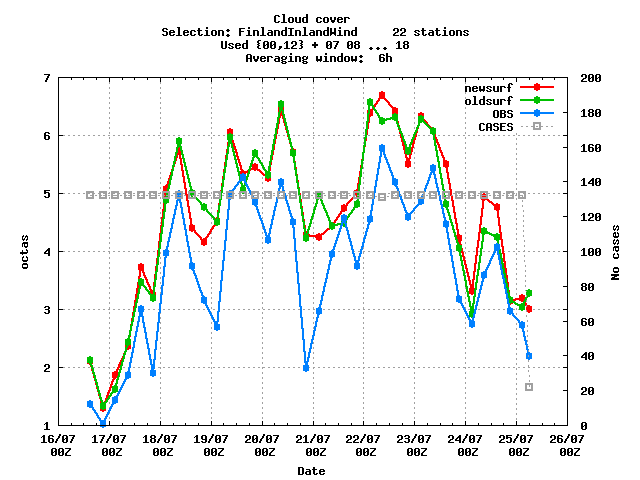 Cloud cover
Selection: FinlandInlandWind     22 stations
Used {00,12} + 07 08 ... 18
Averaging window:  6h
newsurf
oldsurf
OBS
CASES
7
6
5
4
3
2
1
octas
200
180
160
140
120
100
80
60
40
20
0
No cases
16/07 17/07 18/07 19/07 20/07 21/07 22/07 23/07 24/07 25/07 26/07
00Z 00Z 00Z 00Z 00Z 00Z 00Z 00Z 00Z 00Z 00Z
Date